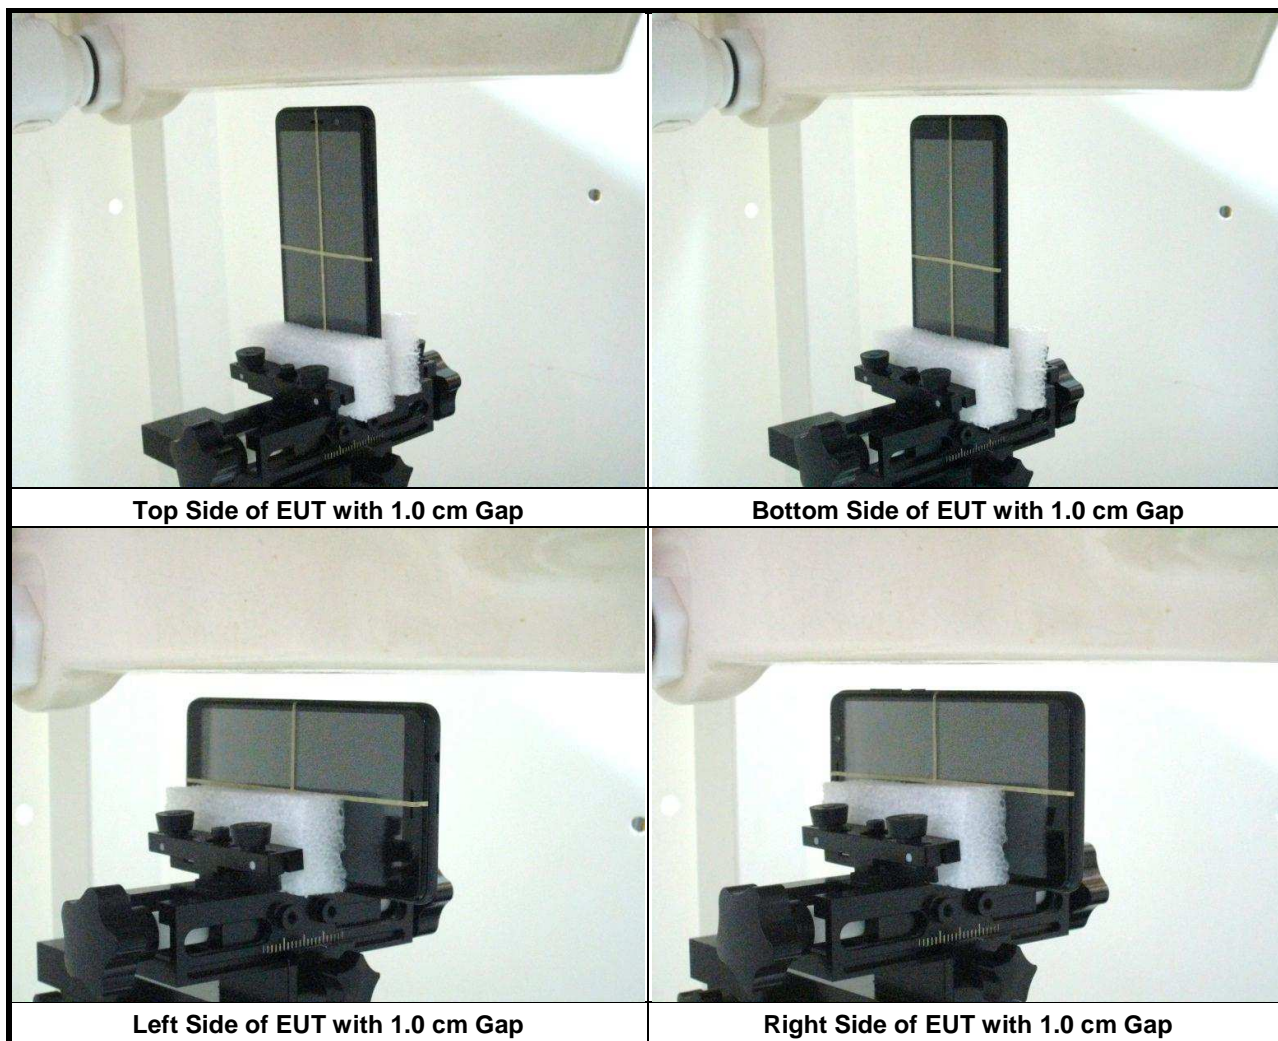 Top Side of EUT with 1.0 cm Gap
Bottom Side of EUT with 1.0 cm Gap
Left Side of EUT with 1.0 cm Gap
Right Side of EUT with 1.0 cm Gap